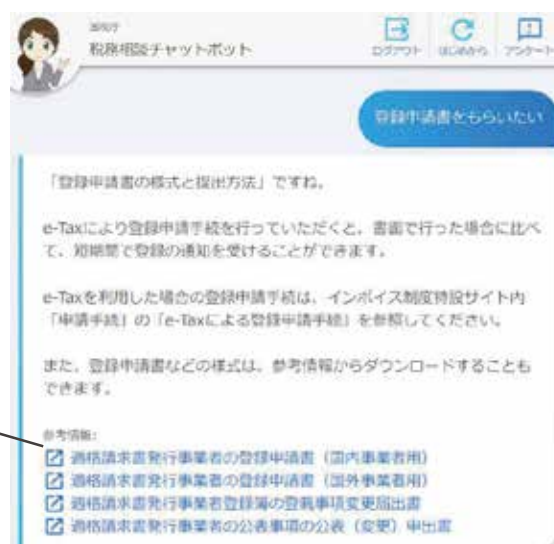 国税庁
税務相談チャットボット
ログアウト
はじめから
アンケート
登録申請書をもらいたい
「登録申請書の様式と提出方法」ですね。
e-Taxにより登録申請手続を行っていただくと、書面で行った場合に比べ
て、短期間で登録の通知を受けることができます。
e-Taxを利用した場合の登録申請手続は、インボイス制度特設サイト内
「申請手続」の「e-Taxによる登録申請手続」を参照してください。
また、登録申請書などの様式は、参考情報からダウンロードすることも
できます。
参考情報:
適格請求書発行事業者の登録申請書(国内事業者用)
適格請求書発行事業者の登録申請書(国外事業者用)
適格請求書発行事業者登録簿の登載事項変更届出書
適格請求書発行事業者の公表事項の公表(変更)申出書